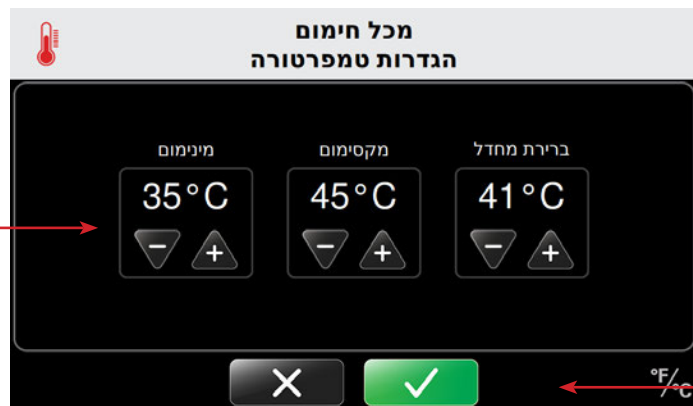 מכל חימום
הגדרות טמפרטורה
ברירת מחדל
מקסימום
מינימום
41°C
45°C
35°C
− +
− +
− +
°F/°C